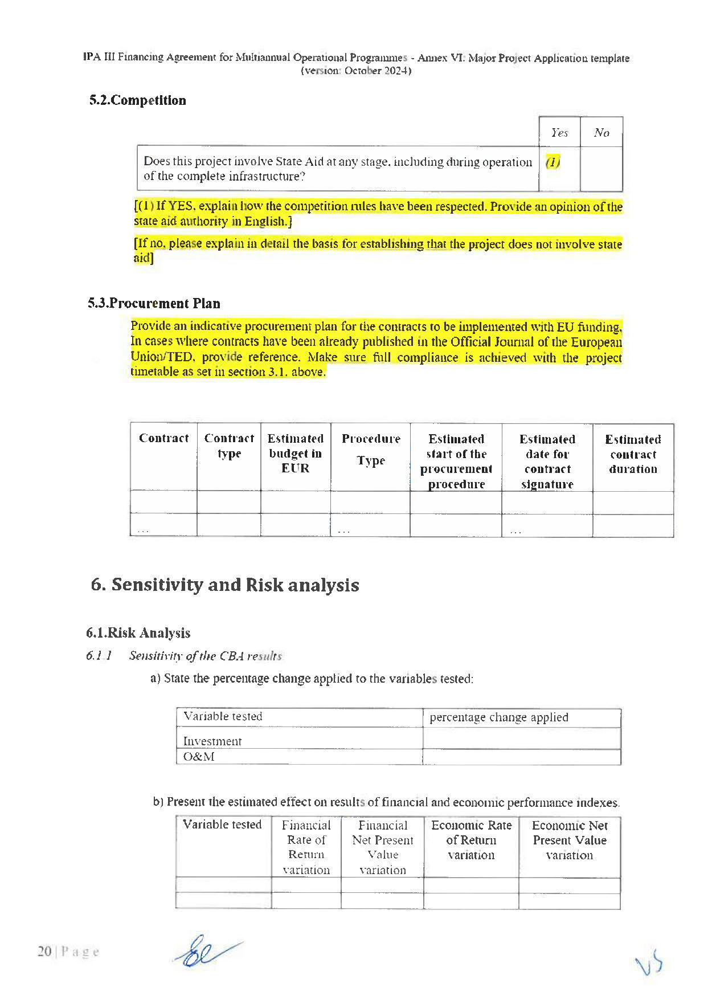 IPA III Financing Agreement for Multiannual Operational Programmes - Annex VI: Major Project Application template
(version: October 2024)
5.2.Competition
Yes No
Does this project involve State Aid at any stage, including during operation (1)
of the complete infrastructure?
[(1) If YES, explain how the competition rules have been respected. Provide an opinion of the
state aid authority in English.]
[If no, please explain in detail the basis for establishing that the project does not involve state
aid]
5.3.Procurement Plan
Provide an indicative procurement plan for the contracts to be implemented with EU funding.
In cases where contracts have been already published in the Official Journal of the European
Union/TED, provide reference. Make sure full compliance is achieved with the project
timetable as set in section 3.1. above.
Contract Contract Estimated Procedure Estimated Estimated Estimated
type budget in Type start of the date for contract
EUR procurement contract duration
procedure signature
... ... ...
6. Sensitivity and Risk analysis
6.1.Risk Analysis
6.1.1 Sensitivity of the CBA results
a) State the percentage change applied to the variables tested:
Variable tested percentage change applied
Investment
O&M
b) Present the estimated effect on results of financial and economic performance indexes.
Variable tested Financial Financial Economic Rate Economic Net
Rate of Net Present of Return Present Value
Return Value variation variation
variation variation
20 | Page
VS